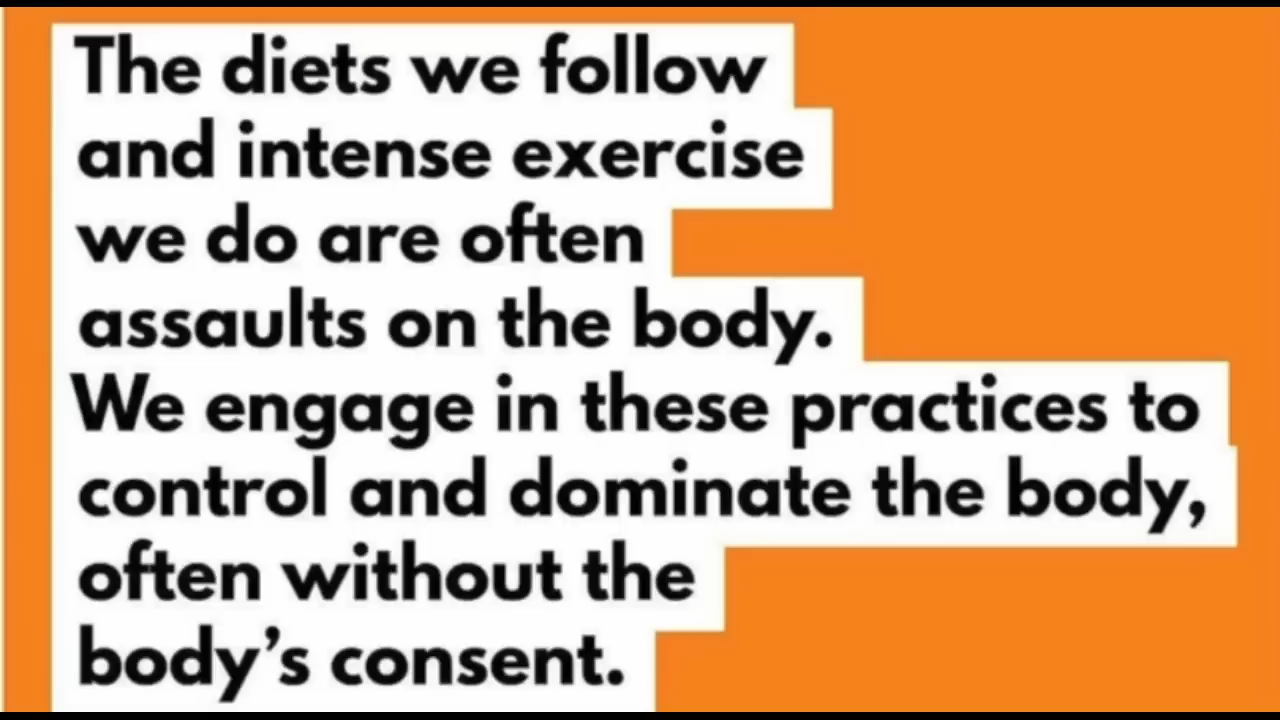 The diets we follow
and intense exercise
we do are often
assaults on the body.
We engage in these practices to
control and dominate the body,
often without the
body’s consent.